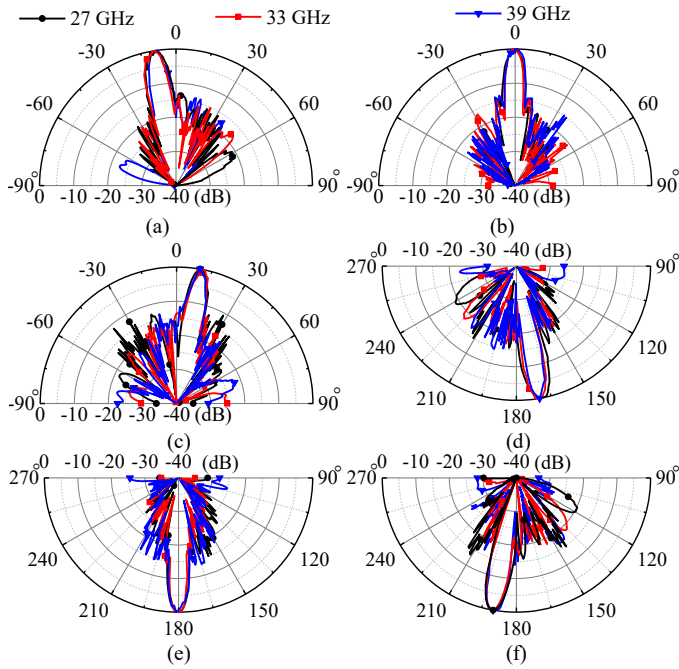 27 GHz 33 GHz 39 GHz
0 0
-30 30 -30 30
-60 60 -60 60
-90° 90° -90° 90°
0 -10 -20 -30 -40 (dB) 0 -10 -20 -30 -40 (dB)
(a) (b)
0
-30 30 0 -10 -20 -30 -40 (dB)
270° 90°
-60 60
240 120
-90° 90° 210 150
0 -10 -20 -30 -40 (dB) 180
(c) (d)
0 -10 -20 -30 -40 (dB) 0 -10 -20 -30 -40 (dB)
270° 90° 270° 90°
240 120 240 120
210 150 210 150
180 180
(e) (f)